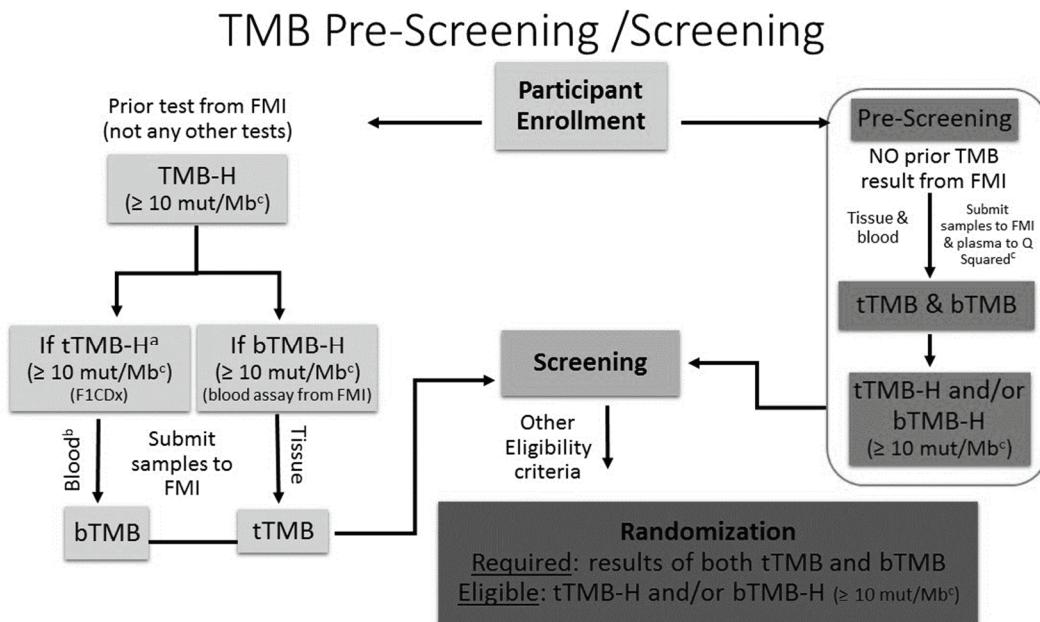 TMB Pre-Screening /Screening
Participant
Enrollment
Prior test from FMI
(not any other tests)
TMB-H
(≥ 10 mut/Mbᶜ)
If tTMB-Hᵃ
(≥ 10 mut/Mbᶜ)
(F1CDx)
If bTMB-H
(≥ 10 mut/Mbᶜ)
(blood assay from FMI)
Bloodᵇ
Submit
samples to
FMI
Tissue
bTMB
tTMB
Pre-Screening
NO prior TMB
result from FMI
Tissue &
blood
Submit
samples to FMI
& plasma to Q
Squaredᶜ
tTMB & bTMB
tTMB-H and/or
bTMB-H
(≥ 10 mut/Mbᶜ)
Screening
Other
Eligibility
criteria
Randomization
Required: results of both tTMB and bTMB
Eligible: tTMB-H and/or bTMB-H (≥ 10 mut/Mbᶜ)